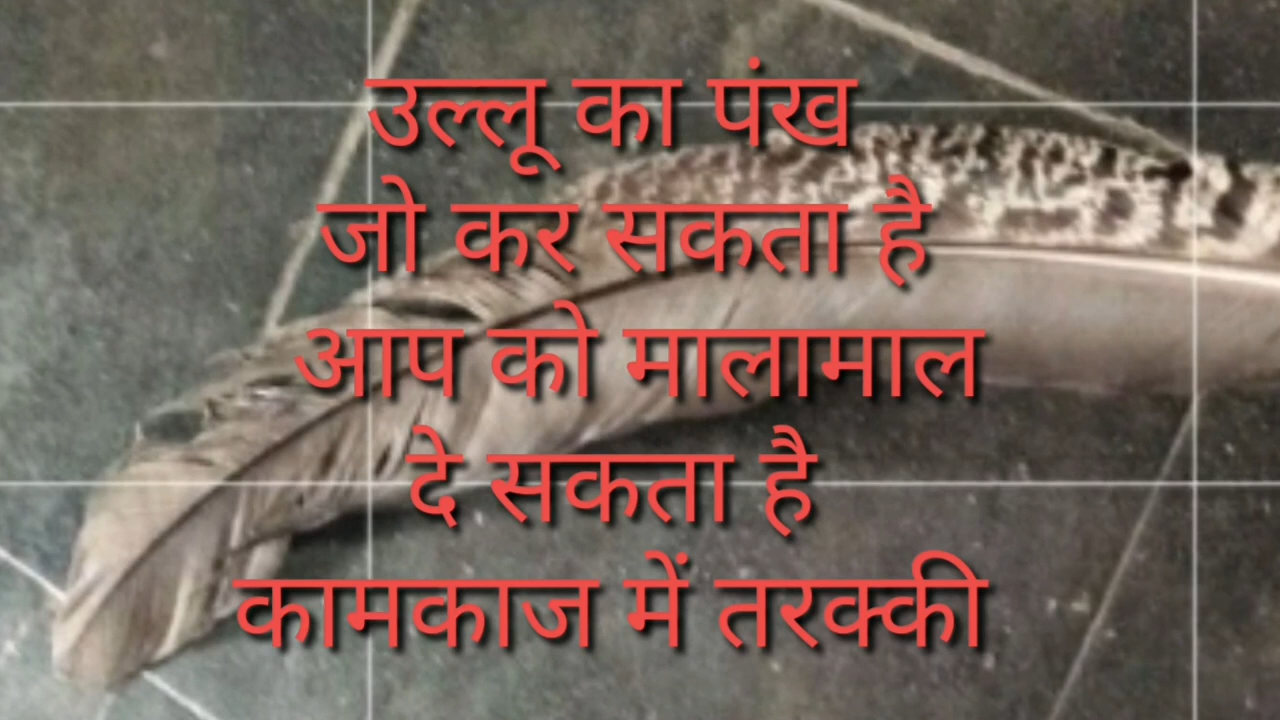 उल्लू का पंख
जो कर सकता है
आप को मालामाल
दे सकता है
कामकाज में तरक्की